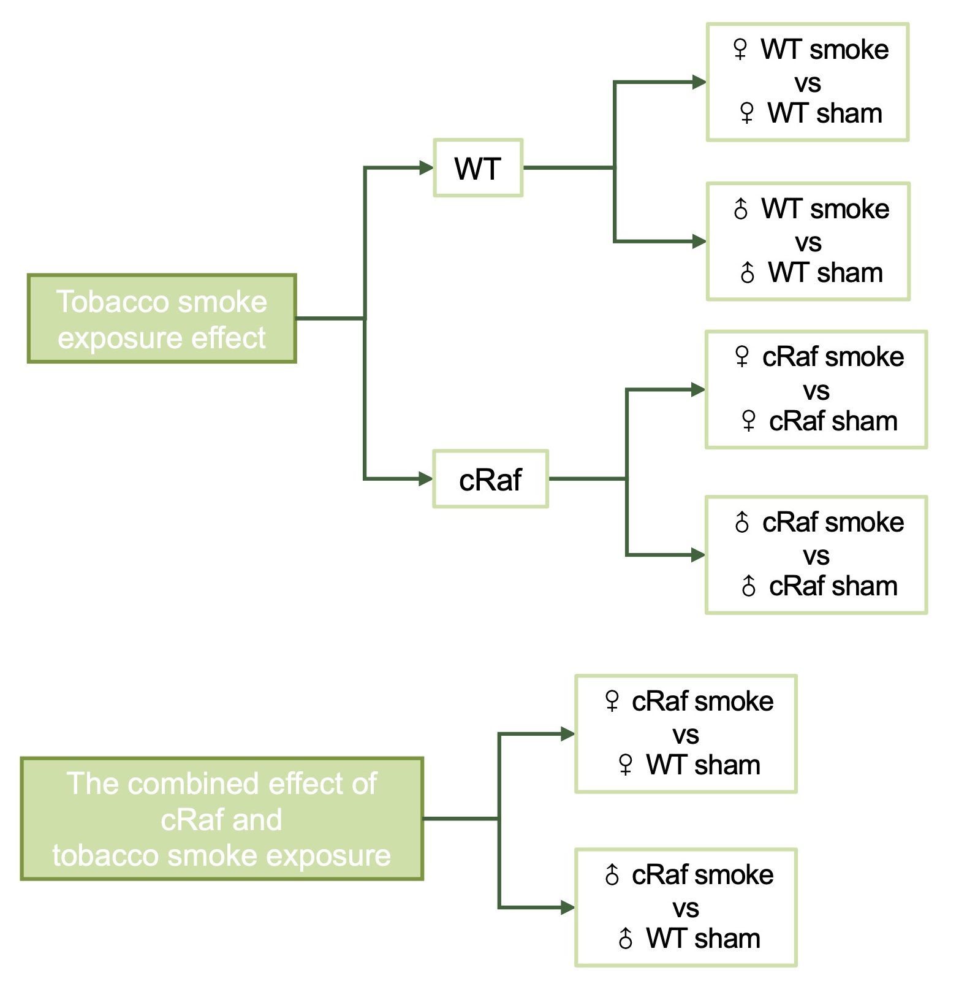 ♀ WT smoke
vs
♀ WT sham
WT
♂ WT smoke
vs
♂ WT sham
Tobacco smoke
exposure effect
♀ cRaf smoke
vs
♀ cRaf sham
cRaf
♂ cRaf smoke
vs
♂ cRaf sham
♀ cRaf smoke
vs
♀ WT sham
The combined effect of
cRaf and
tobacco smoke exposure
♂ cRaf smoke
vs
♂ WT sham